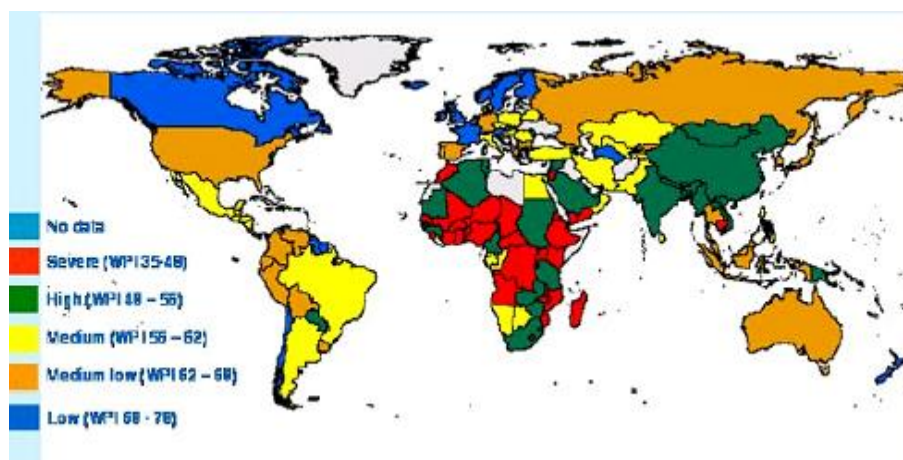 No data
Severe (WPI 35-48)
High (WPI 48 – 56)
Medium (WPI 56 – 62)
Medium low (WPI 62 – 68)
Low (WPI 68 - 78)